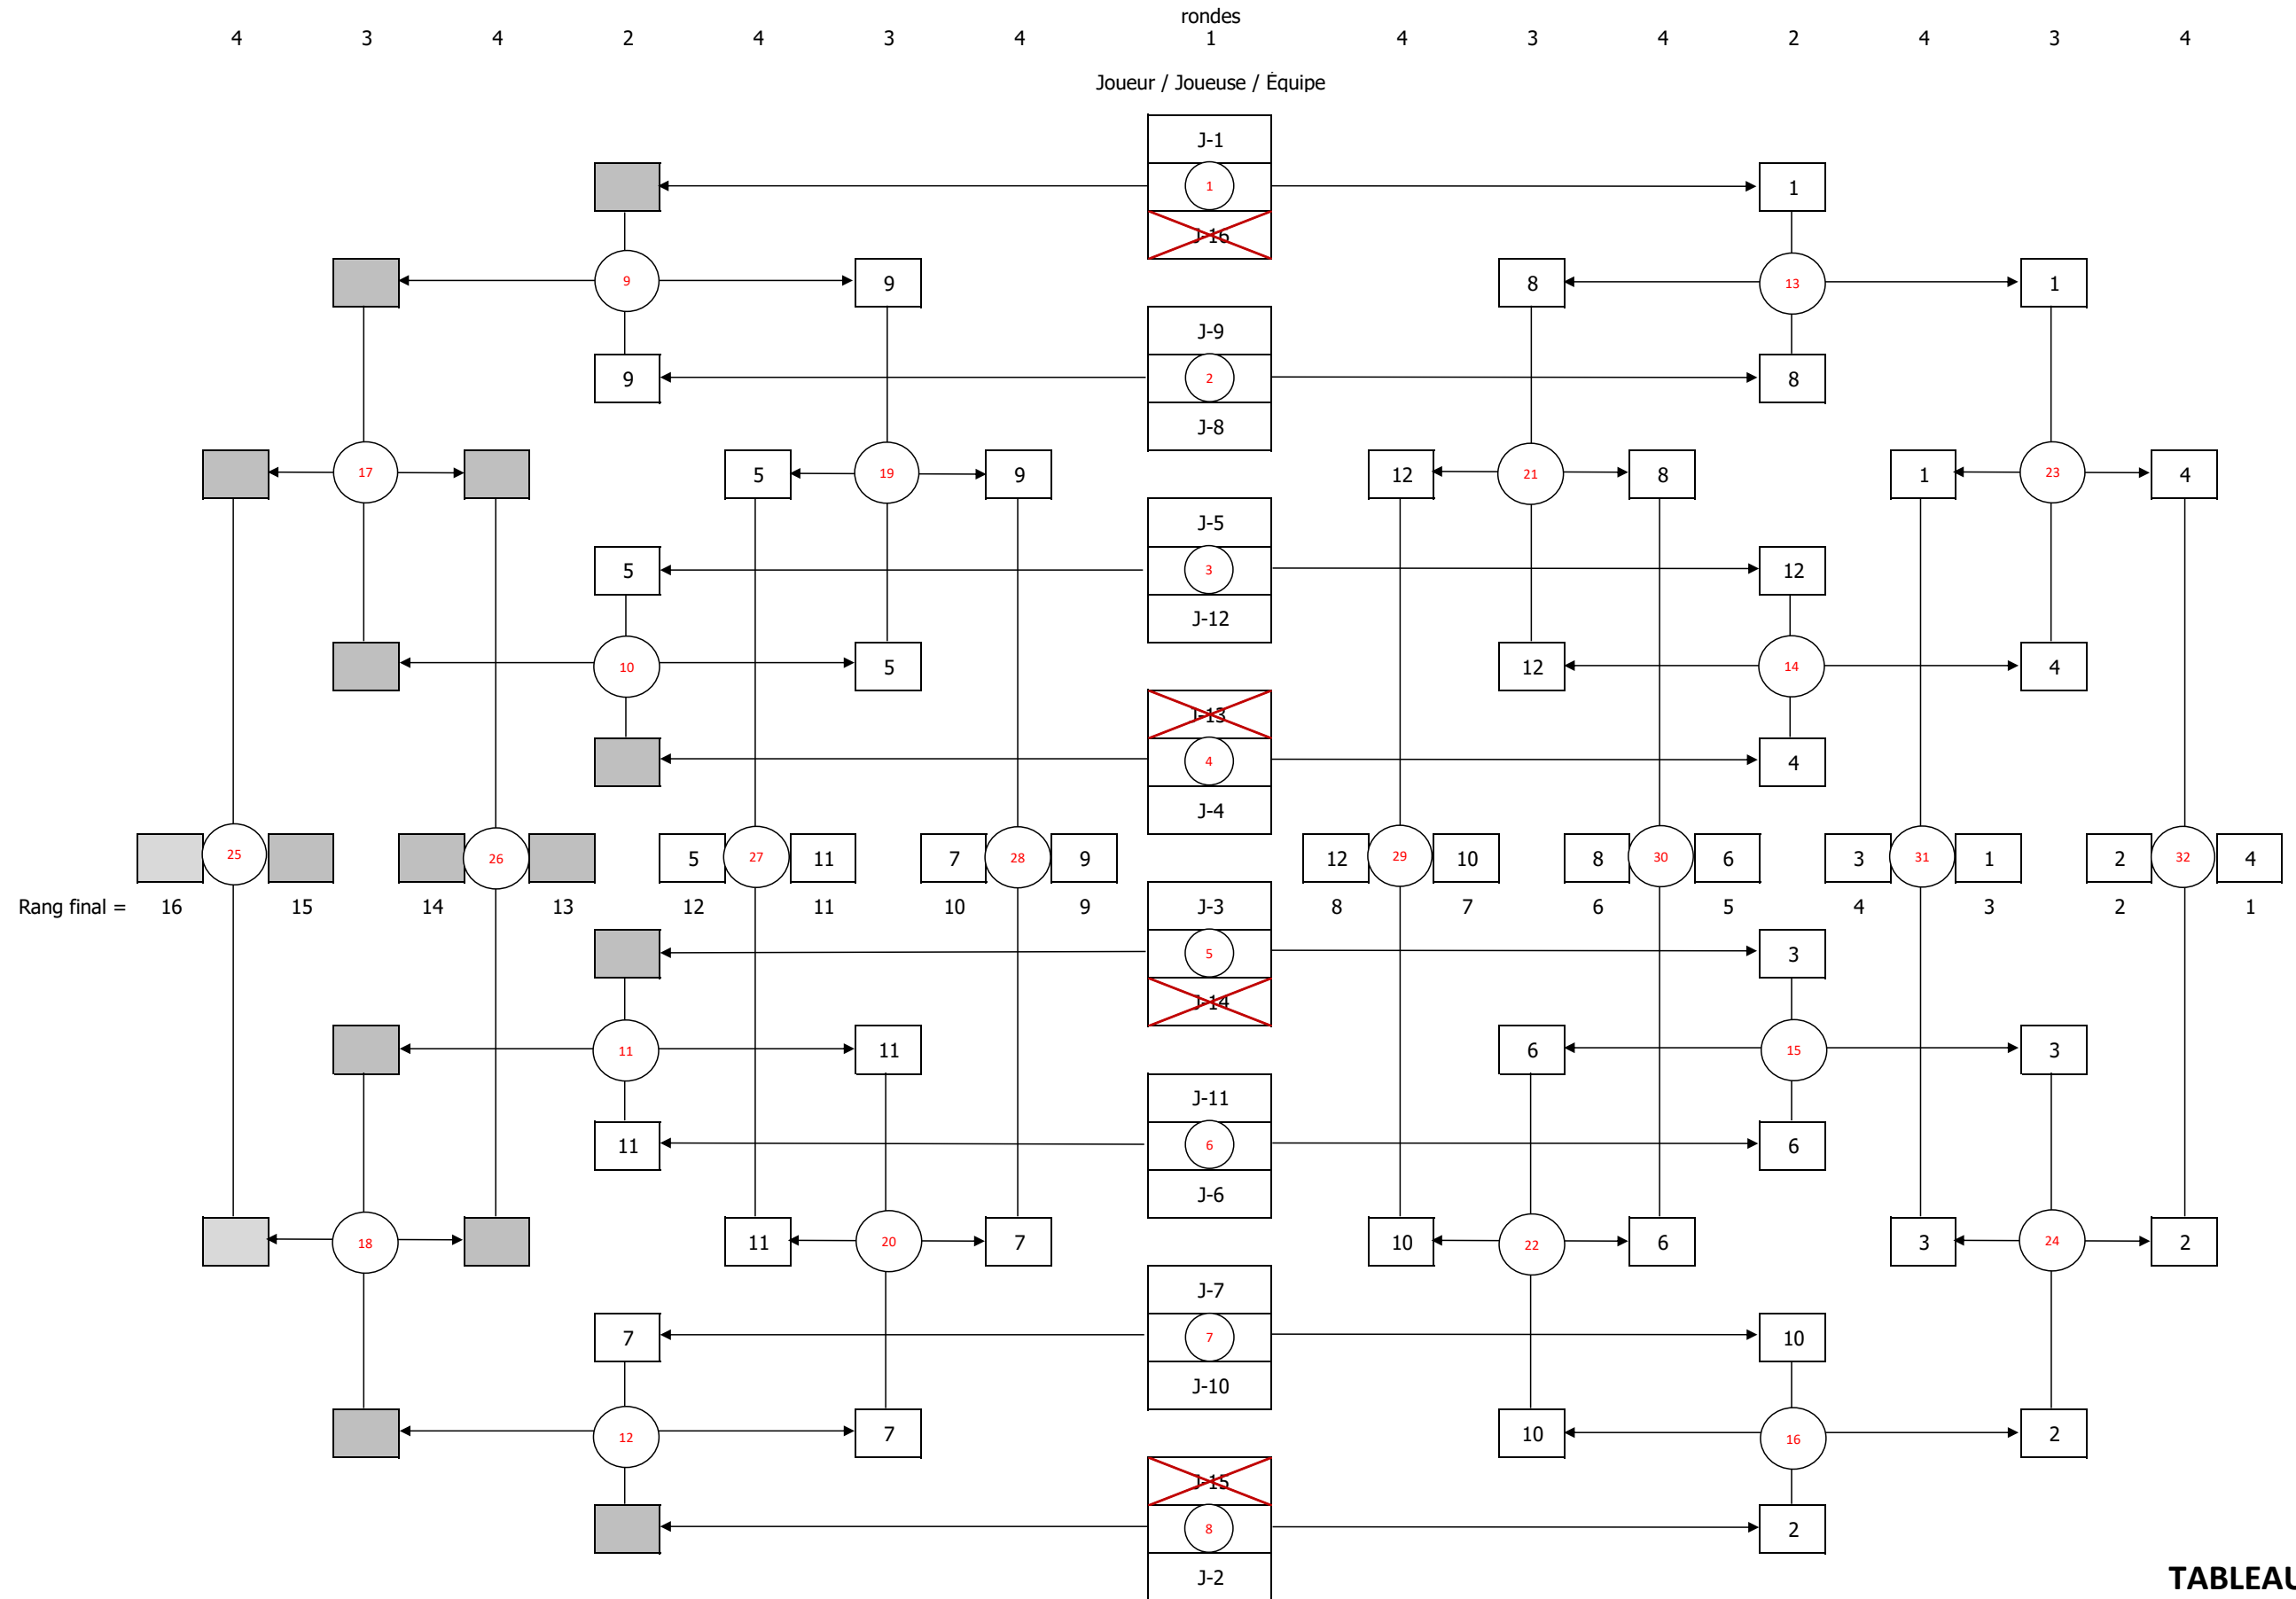 rondes
4 3 4 2 4 3 4 1 4 3 4 2 4 3 4
Joueur / Joueuse / Équipe
J-1
1 1
J-16
9 9 8 13 1
J-9
9 2 8
J-8
17 5 19 9 12 21 8 1 23 4
J-5
5 3 12
J-12
10 5 12 14 4
J-13
4 4
J-4
25 26 5 27 11 7 28 9 12 29 10 8 30 6 3 31 1 2 32 4
Rang final = 16 15 14 13 12 11 10 9 J-3 8 7 6 5 4 3 2 1
5 3
J-14
11 11 6 15 3
J-11
11 6 6
J-6
18 11 20 7 10 22 6 3 24 2
J-7
7 7 10
J-10
12 7 10 16 2
J-15
8 2
J-2
TABLEAU